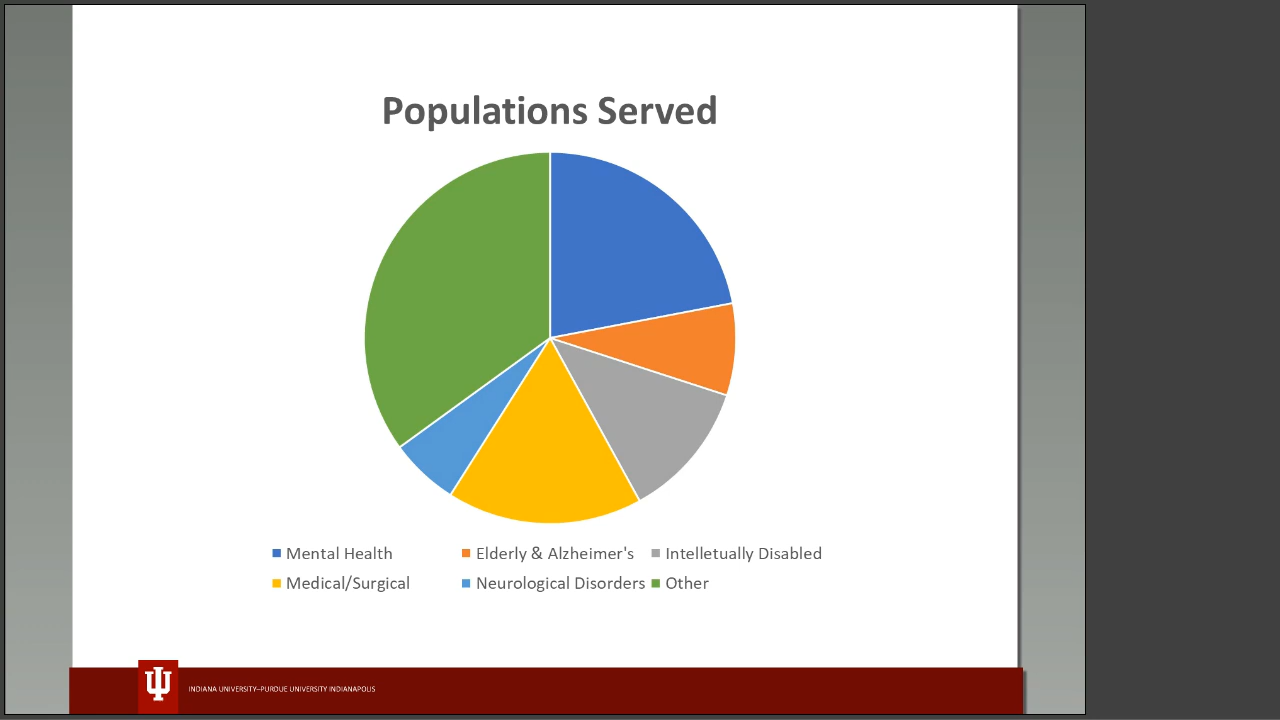 Populations Served
Mental Health
Elderly & Alzheimer's
Intelletually Disabled
Medical/Surgical
Neurological Disorders
Other
INDIANA UNIVERSITY–PURDUE UNIVERSITY INDIANAPOLIS